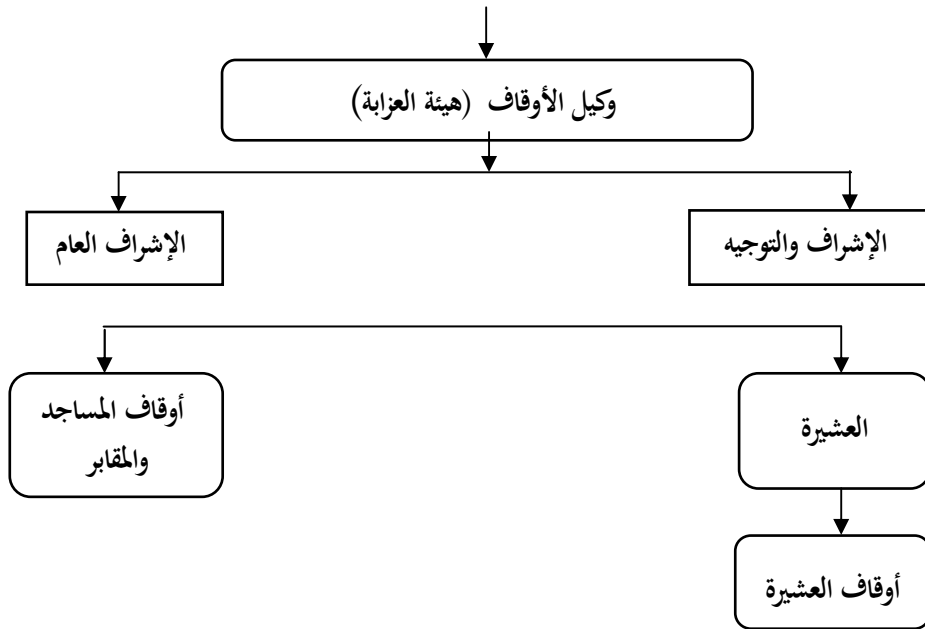 وكيل الأوقاف (هيئة العزابة)
الإشراف والتوجيه
الإشراف العام
العشيرة
أوقاف المساجد
والمقابر
أوقاف العشيرة